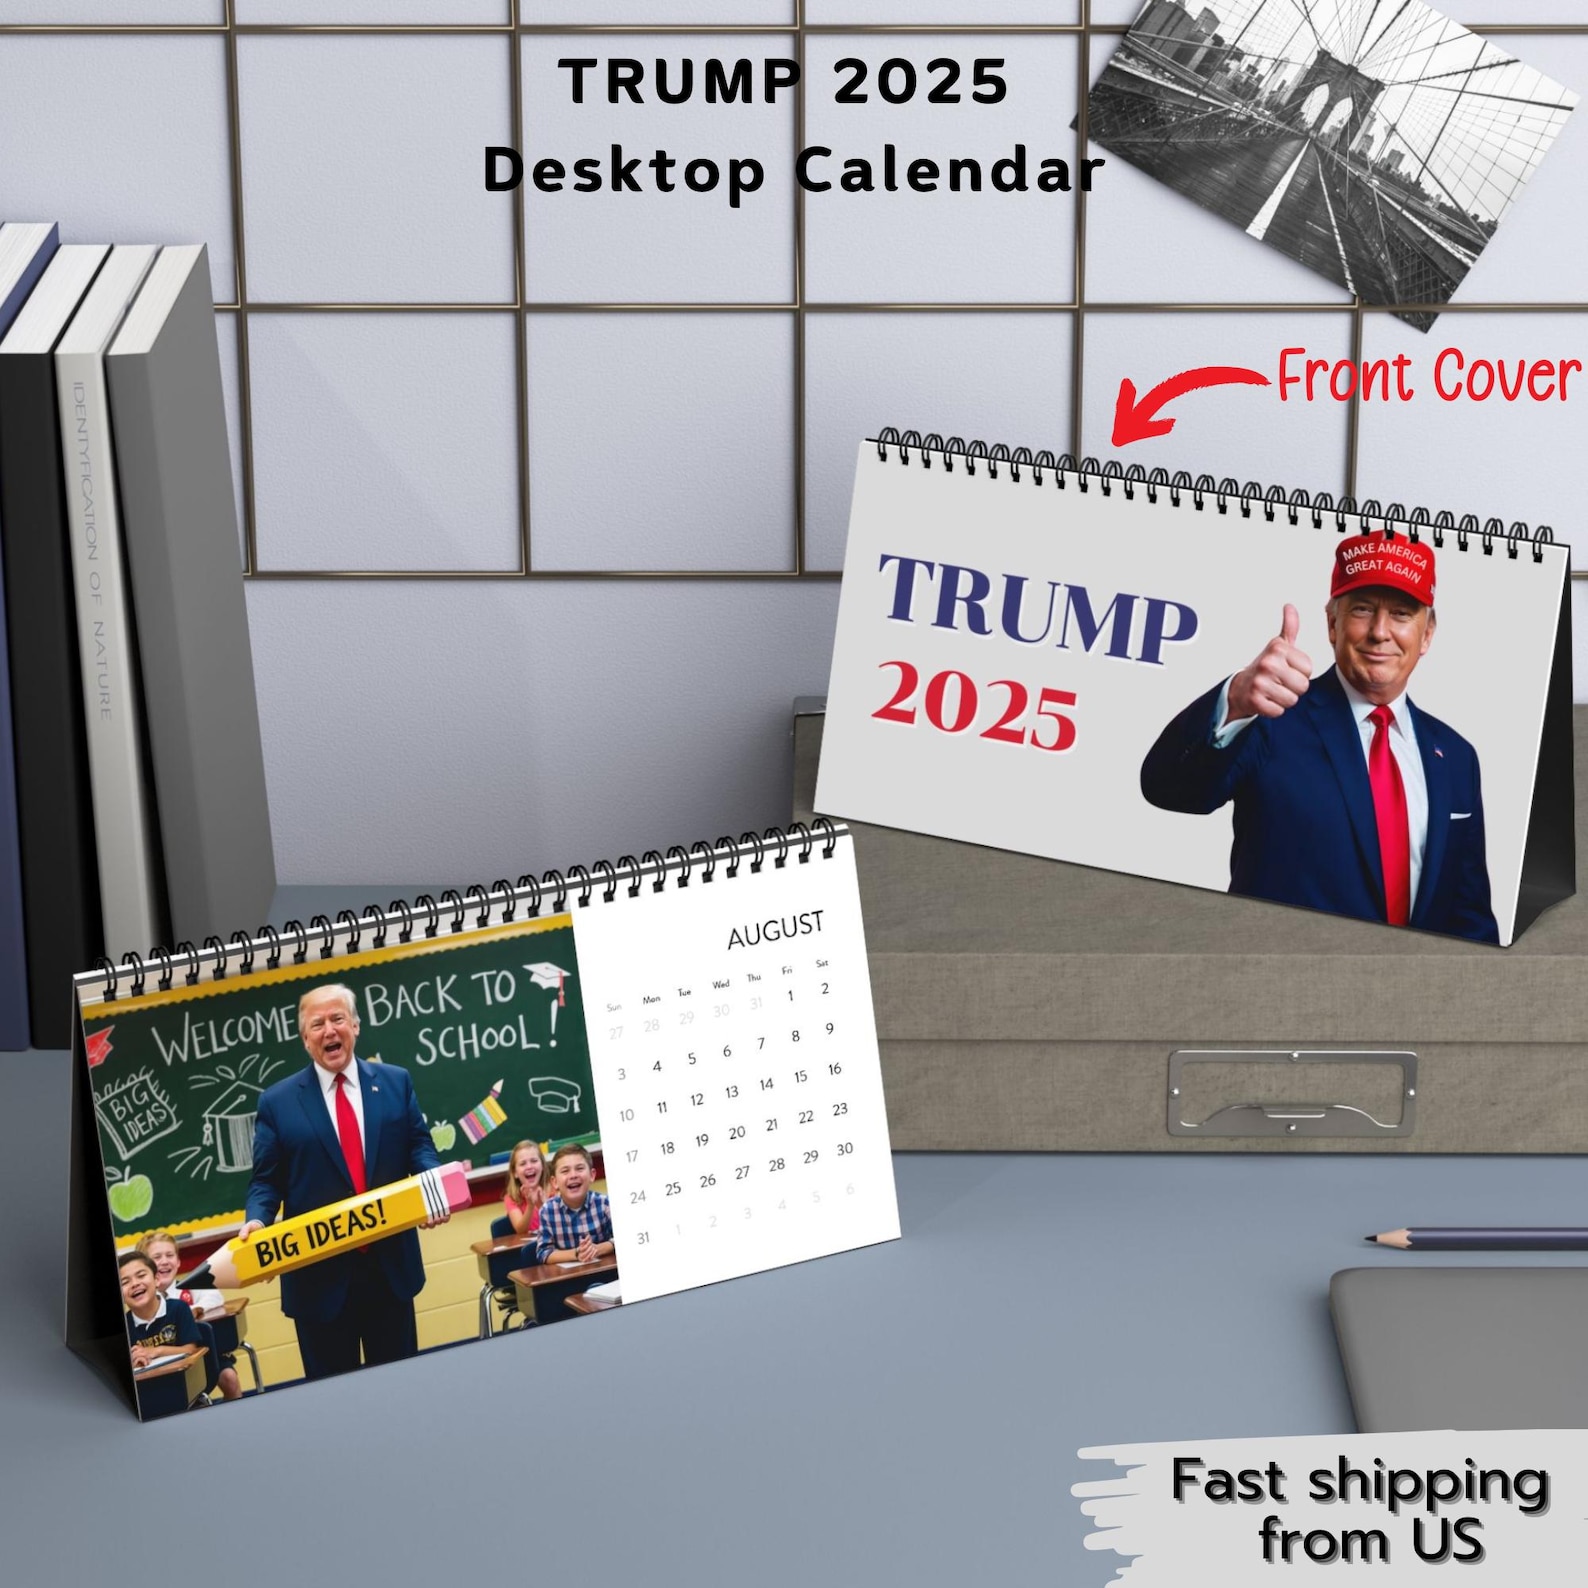 TRUMP 2025
Desktop Calendar
Front Cover
IDENTYFICATION OF NATURE
MAKE AMERICA
GREAT AGAIN
TRUMP
2025
WELCOME BACK TO
SCHOOL!
BIG
IDEAS
BIG IDEAS!
AUGUST
Sun Mon Tue Wed Thu Fri Sat
27 28 29 30 31 1 2
3 4 5 6 7 8 9
10 11 12 13 14 15 16
17 18 19 20 21 22 23
24 25 26 27 28 29 30
31 1 2 3 4 5 6
Fast shipping
from US